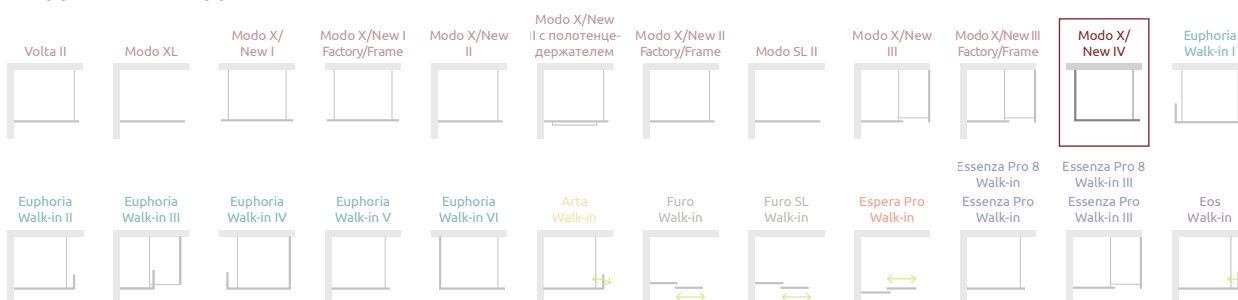 Volta II
Modo XL
Modo X/
New I
Modo X/New I
Factory/Frame
Modo X/New
II
Modo X/New
II с полотенце-
держателем
Modo X/New II
Factory/Frame
Modo SL II
Modo X/New
III
Modo X/New III
Factory/Frame
Modo X/
New IV
Euphoria
Walk-in I
Euphoria
Walk-in II
Euphoria
Walk-in III
Euphoria
Walk-in IV
Euphoria
Walk-in V
Euphoria
Walk-in VI
Arta
Walk-in
Furo
Walk-in
Furo SL
Walk-in
Espera Pro
Walk-in
Essenza Pro 8
Walk-in
Essenza Pro
Walk-in
Essenza Pro 8
Walk-in III
Essenza Pro
Walk-in III
Eos
Walk-in